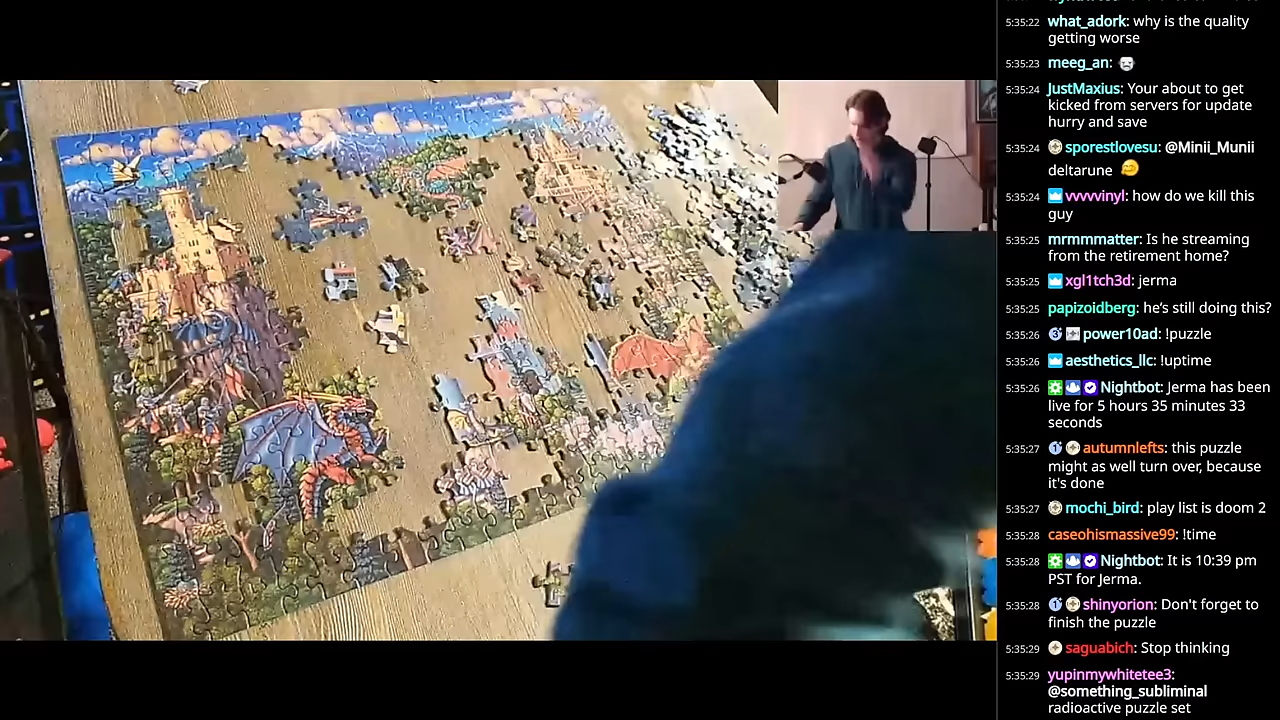 5:35:22 what_adork: why is the quality
getting worse
5:35:23 meeg_an:
5:35:24 JustMaxius: Your about to get
kicked from servers for update
hurry and save
5:35:24 sporestlovesu: @Minii_Munii
deltarune
5:35:24 vvvvvinyl: how do we kill this
guy
5:35:25 mrmmmatter: Is he streaming
from the retirement home?
5:35:25 xgl1tch3d: jerma
5:35:25 papizoidberg: he's still doing this?
5:35:26 power10ad: !puzzle
5:35:26 aesthetics_llc: !uptime
5:35:26 Nightbot: Jerma has been
live for 5 hours 35 minutes 33
seconds
5:35:27 autumnlefts: this puzzle
might as well turn over, because
it's done
5:35:27 mochi_bird: play list is doom 2
5:35:28 caseohismassive99: !time
5:35:28 Nightbot: It is 10:39 pm
PST for Jerma.
5:35:28 shinyorion: Don't forget to
finish the puzzle
5:35:29 saguabich: Stop thinking
5:35:29 yupinmywhitetee3:
@something_subliminal
radioactive puzzle set